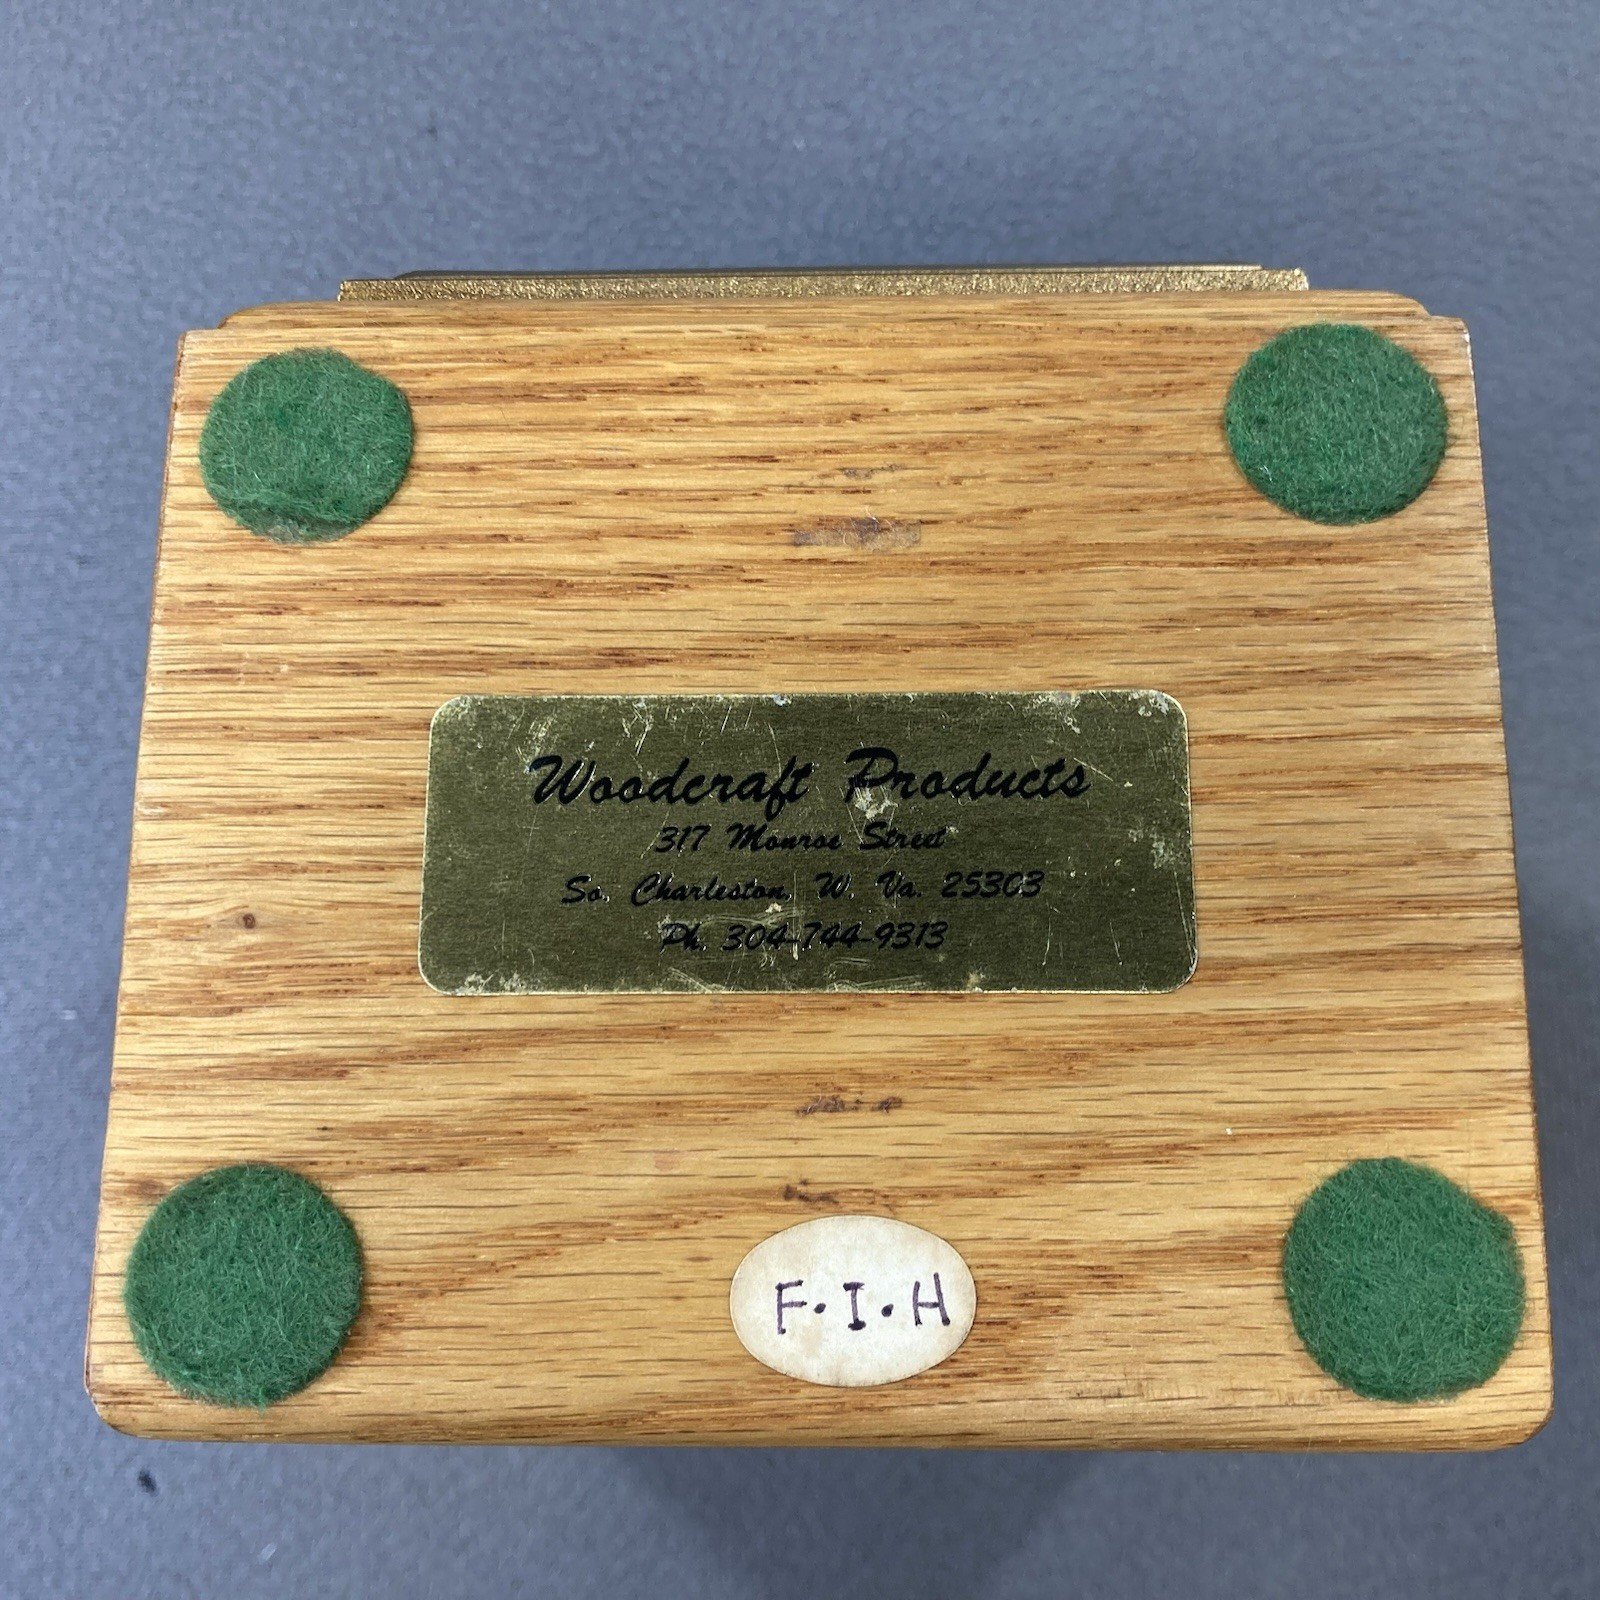 Woodcraft Products
317 Monroe Street
So. Charleston, W. Va. 25303
Ph. 304-744-9313
F·I·H